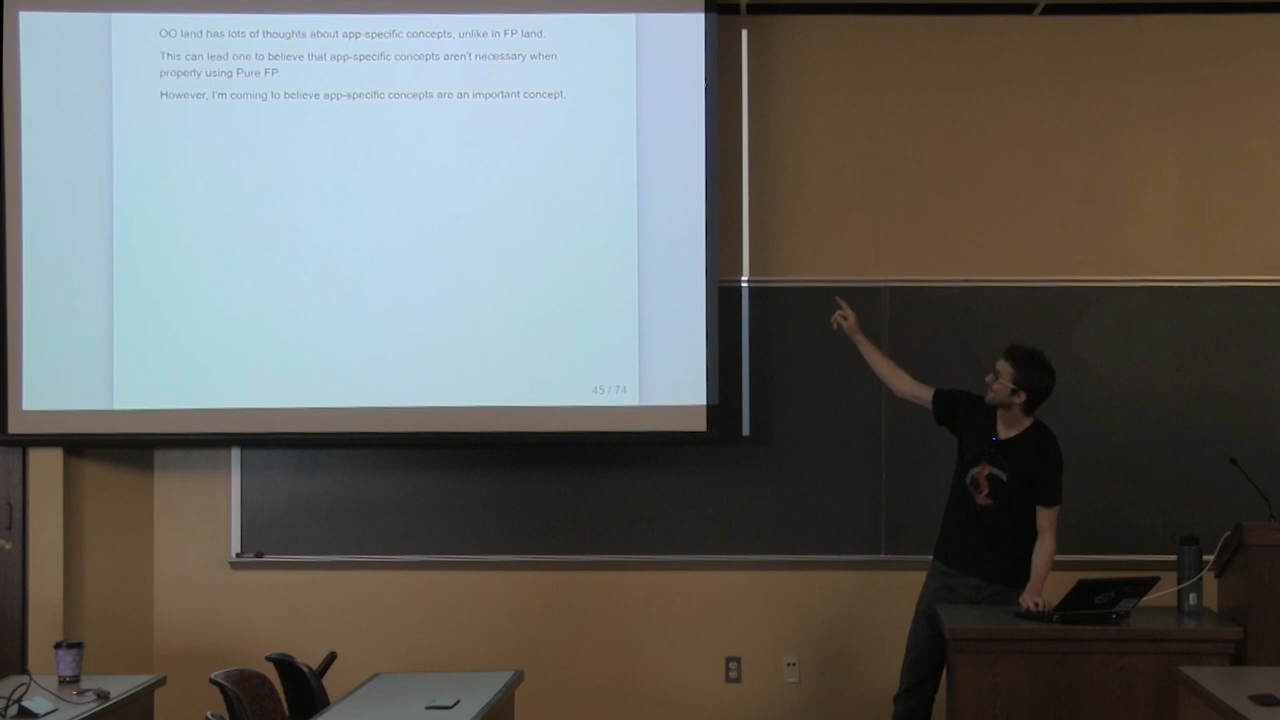 OO land has lots of thoughts about app-specific concepts, unlike in FP land.
This can lead one to believe that app-specific concepts aren't necessary when
properly using Pure FP.
However, I'm coming to believe app-specific concepts are an important concept.
45 / 74